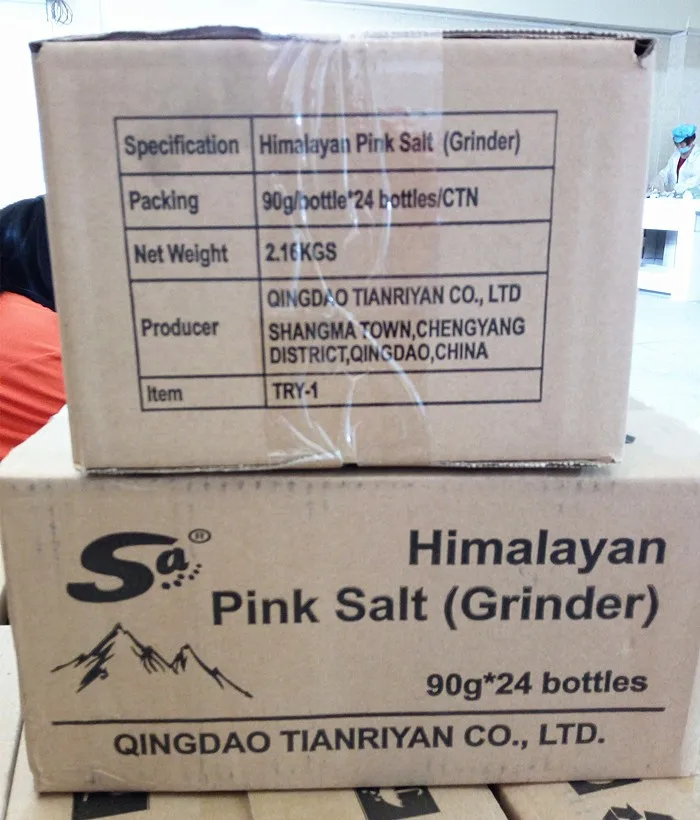 Specification Himalayan Pink Salt (Grinder)
Packing 90g/bottle*24 bottles/CTN
Net Weight 2.16KGS
Producer QINGDAO TIANRIYAN CO., LTD
SHANGMA TOWN,CHENGYANG
DISTRICT,QINGDAO,CHINA
Item TRY-1
Sa®
Himalayan
Pink Salt (Grinder)
90g*24 bottles
QINGDAO TIANRIYAN CO., LTD.